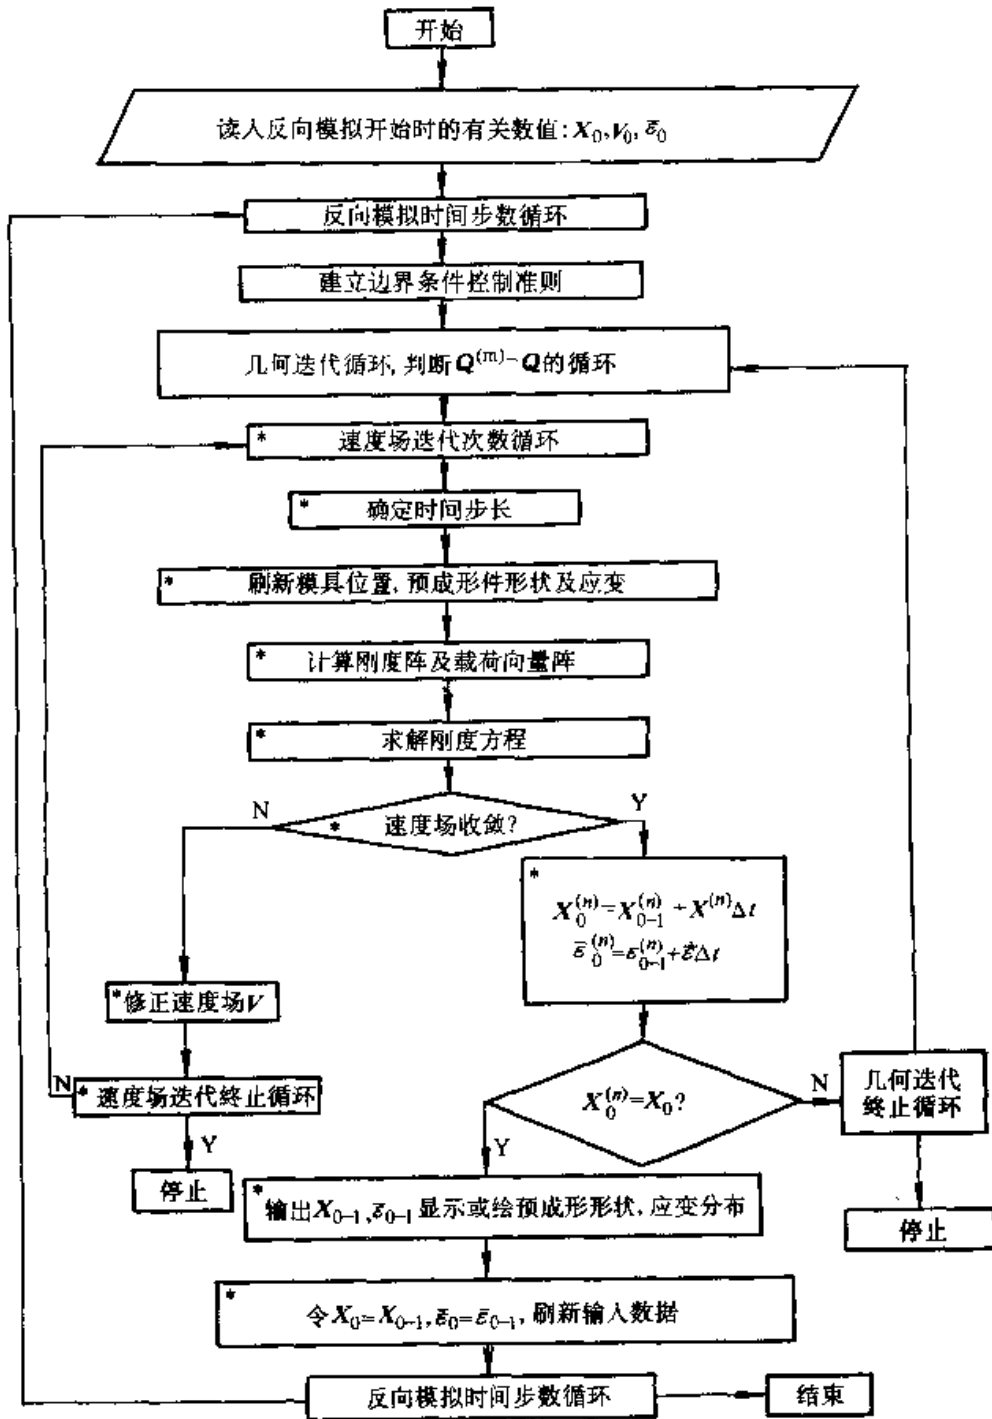 开始
读入反向模拟开始时的有关数值:X₀,V₀,ε̄₀
反向模拟时间步数循环
建立边界条件控制准则
几何迭代循环,判断Q⁽ᵐ⁾–Q的循环
* 速度场迭代次数循环
* 确定时间步长
* 刷新模具位置,预成形件形状及应变
* 计算刚度阵及载荷向量阵
* 求解刚度方程
N
* 速度场收敛?
Y
*
X₀⁽ⁿ⁾=X₀₋₁⁽ⁿ⁾+X⁽ⁿ⁾Δt
ε̄₀⁽ⁿ⁾=ε₀₋₁⁽ⁿ⁾+ε̇Δt
*修正速度场V
N
* 速度场迭代终止循环
Y
停止
X₀⁽ⁿ⁾=X₀?
N
几何迭代
终止循环
停止
Y
*输出X₀₋₁,ε̄₀₋₁显示或绘预成形形状,应变分布
* 令X₀=X₀₋₁,ε̄₀=ε̄₀₋₁,刷新输入数据
反向模拟时间步数循环
结束